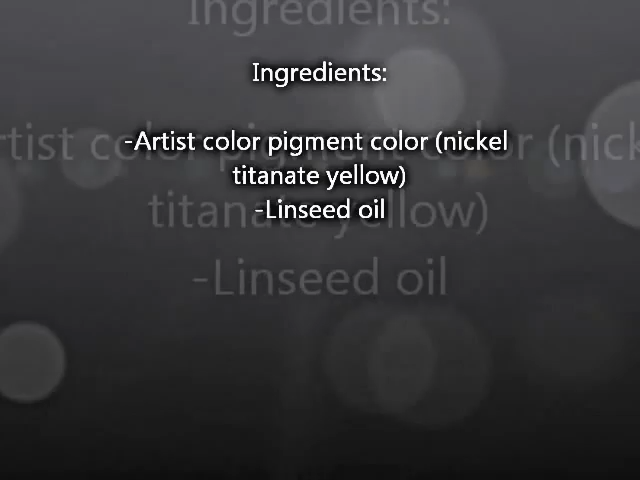 Ingredients:
-Artist color pigment color (nickel
titanate yellow)
-Linseed oil